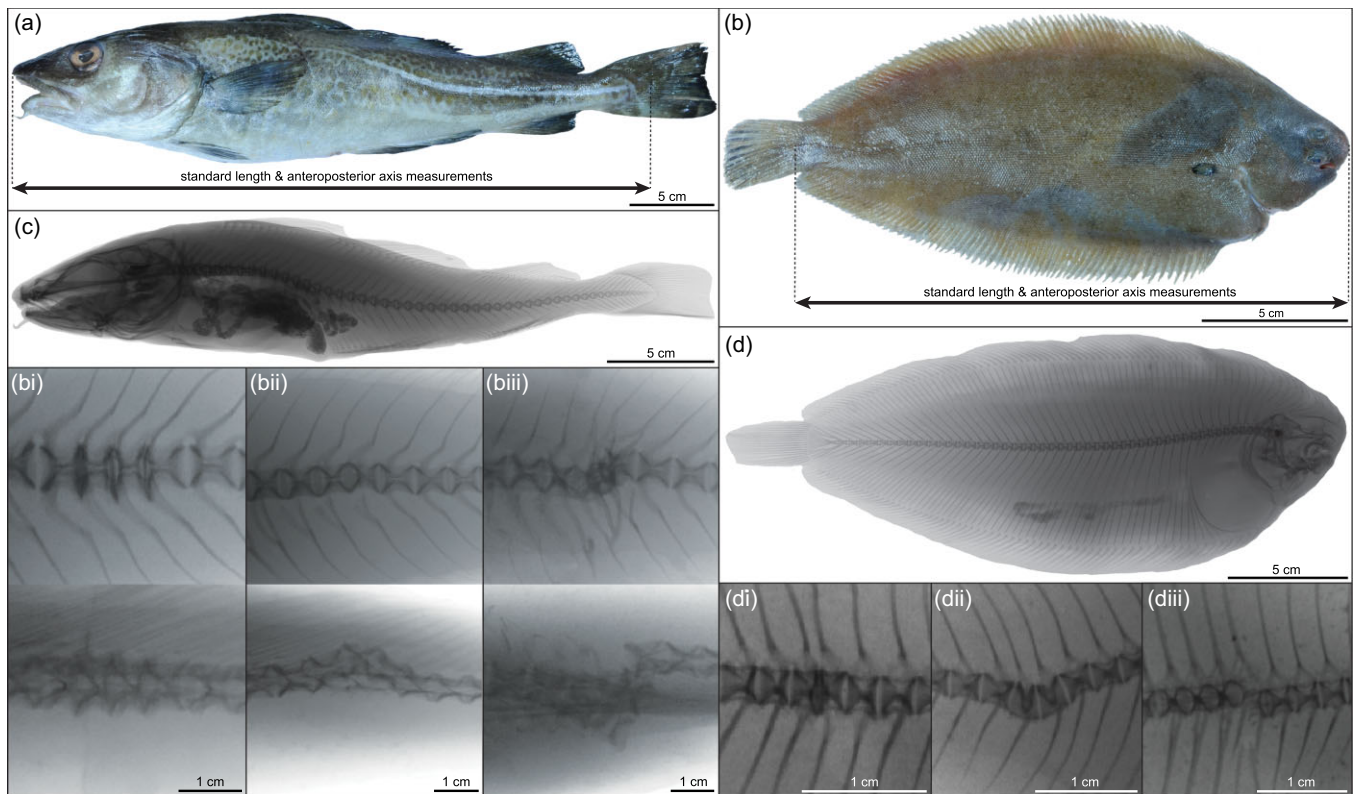 (a)
standard length & anteroposterior axis measurements
5 cm
(b)
standard length & anteroposterior axis measurements
5 cm
(c)
5 cm
(d)
5 cm
(bi)
(bii)
(biii)
1 cm
1 cm
1 cm
(di)
(dii)
(diii)
1 cm
1 cm
1 cm